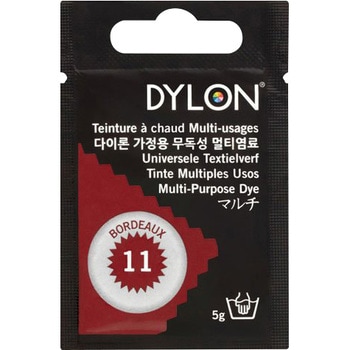 DYLON
Teinture à chaud Multi-usages
다이론 가정용 무독성 멀티염료
Universele Textielverf
Tinte Multiples Usos
Multi-Purpose Dye
マルチ
BORDEAUX
11
5g